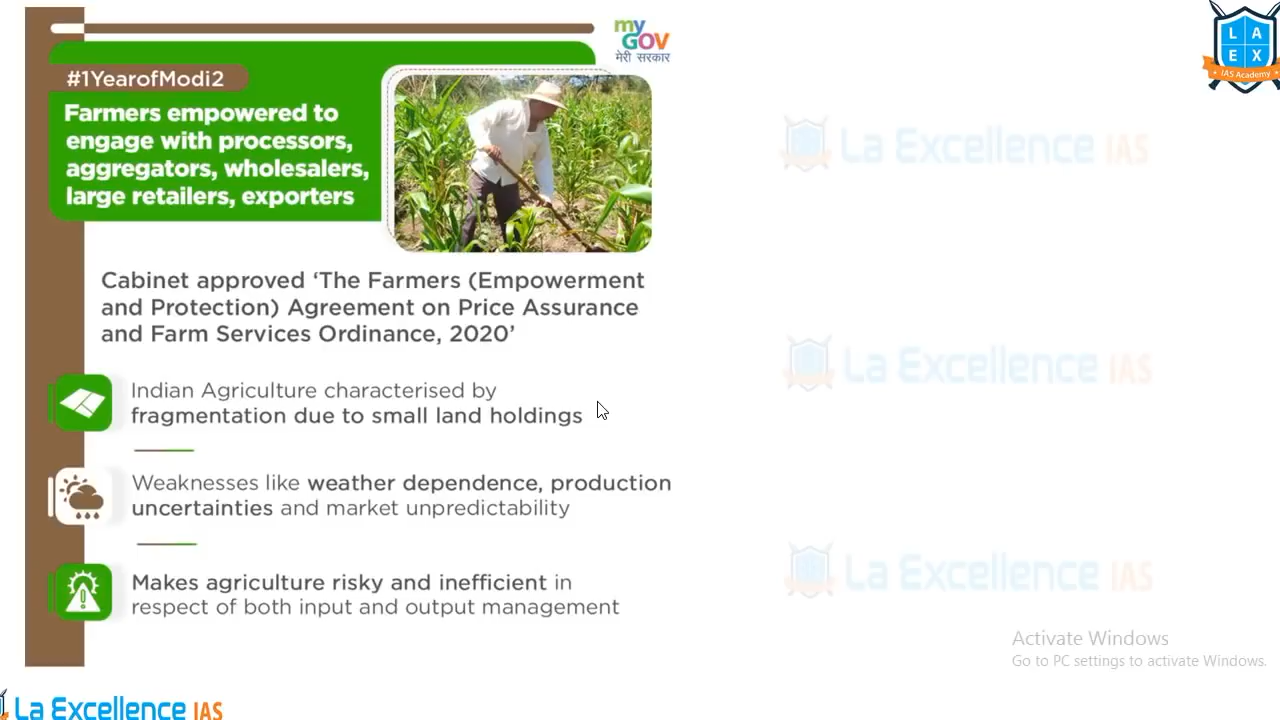 my
GOV
मेरी सरकार
L A
E X
IAS Academy
#1YearofModi2
Farmers empowered to
engage with processors,
aggregators, wholesalers,
large retailers, exporters
La Excellence IAS
Cabinet approved ‘The Farmers (Empowerment
and Protection) Agreement on Price Assurance
and Farm Services Ordinance, 2020’
La Excellence IAS
Indian Agriculture characterised by
fragmentation due to small land holdings
Weaknesses like weather dependence, production
uncertainties and market unpredictability
La Excellence IAS
Makes agriculture risky and inefficient in
respect of both input and output management
Activate Windows
Go to PC settings to activate Windows.
La Excellence IAS